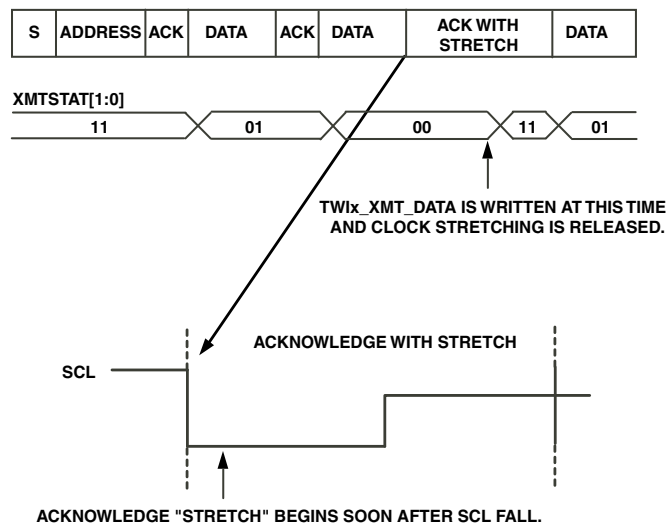 S ADDRESS ACK DATA ACK DATA ACK WITH STRETCH DATA
XMTSTAT[1:0]
11 01 00 11 01
TWIx_XMT_DATA IS WRITTEN AT THIS TIME
AND CLOCK STRETCHING IS RELEASED.
ACKNOWLEDGE WITH STRETCH
SCL
ACKNOWLEDGE "STRETCH" BEGINS SOON AFTER SCL FALL.